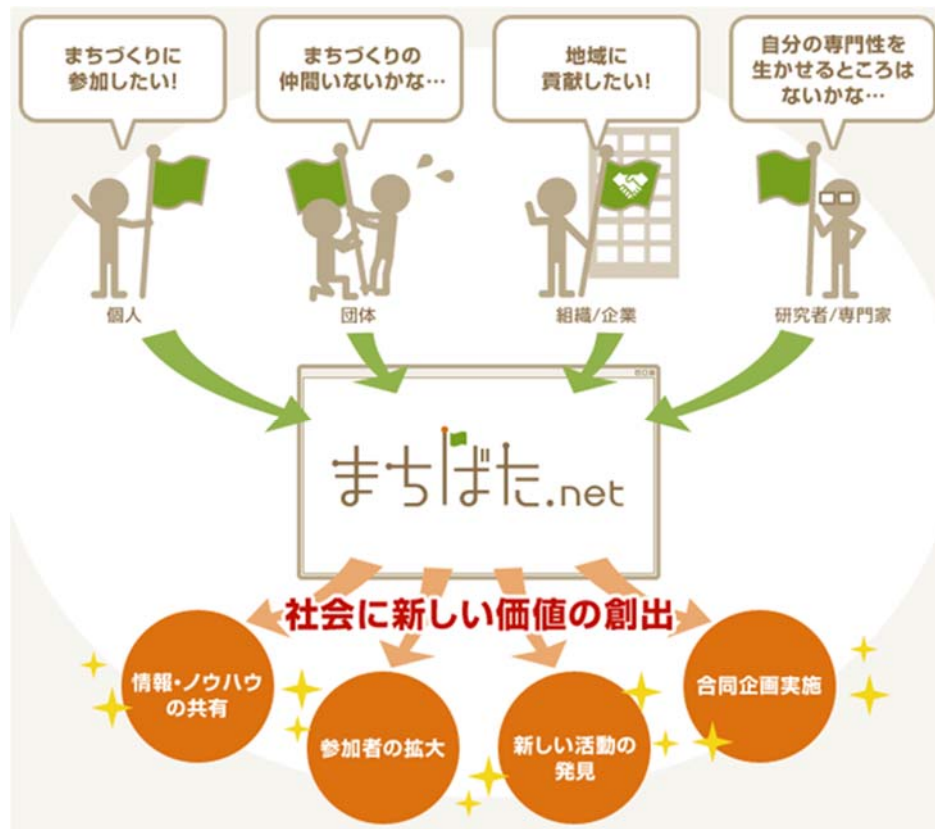 まちづくりに
参加したい!
まちづくりの
仲間いないかな…
地域に
貢献したい!
自分の専門性を
生かせるところは
ないかな…
個人
団体
組織/企業
研究者/専門家
まちばた.net
社会に新しい価値の創出
情報・ノウハウ
の共有
参加者の拡大
新しい活動の
発見
合同企画実施